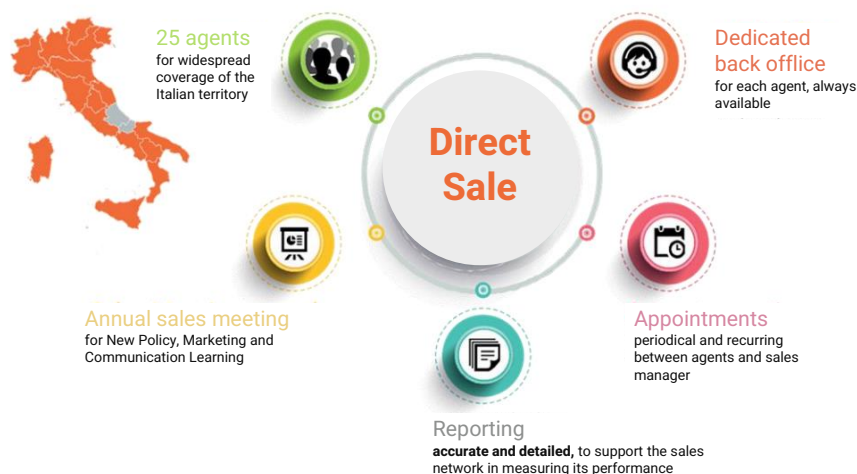 25 agents
for widespread
coverage of the
Italian territory
Direct
Sale
Dedicated
back offlice
for each agent, always
available
Annual sales meeting
for New Policy, Marketing and
Communication Learning
Appointments
periodical and recurring
between agents and sales
manager
Reporting
accurate and detailed, to support the sales
network in measuring its performance